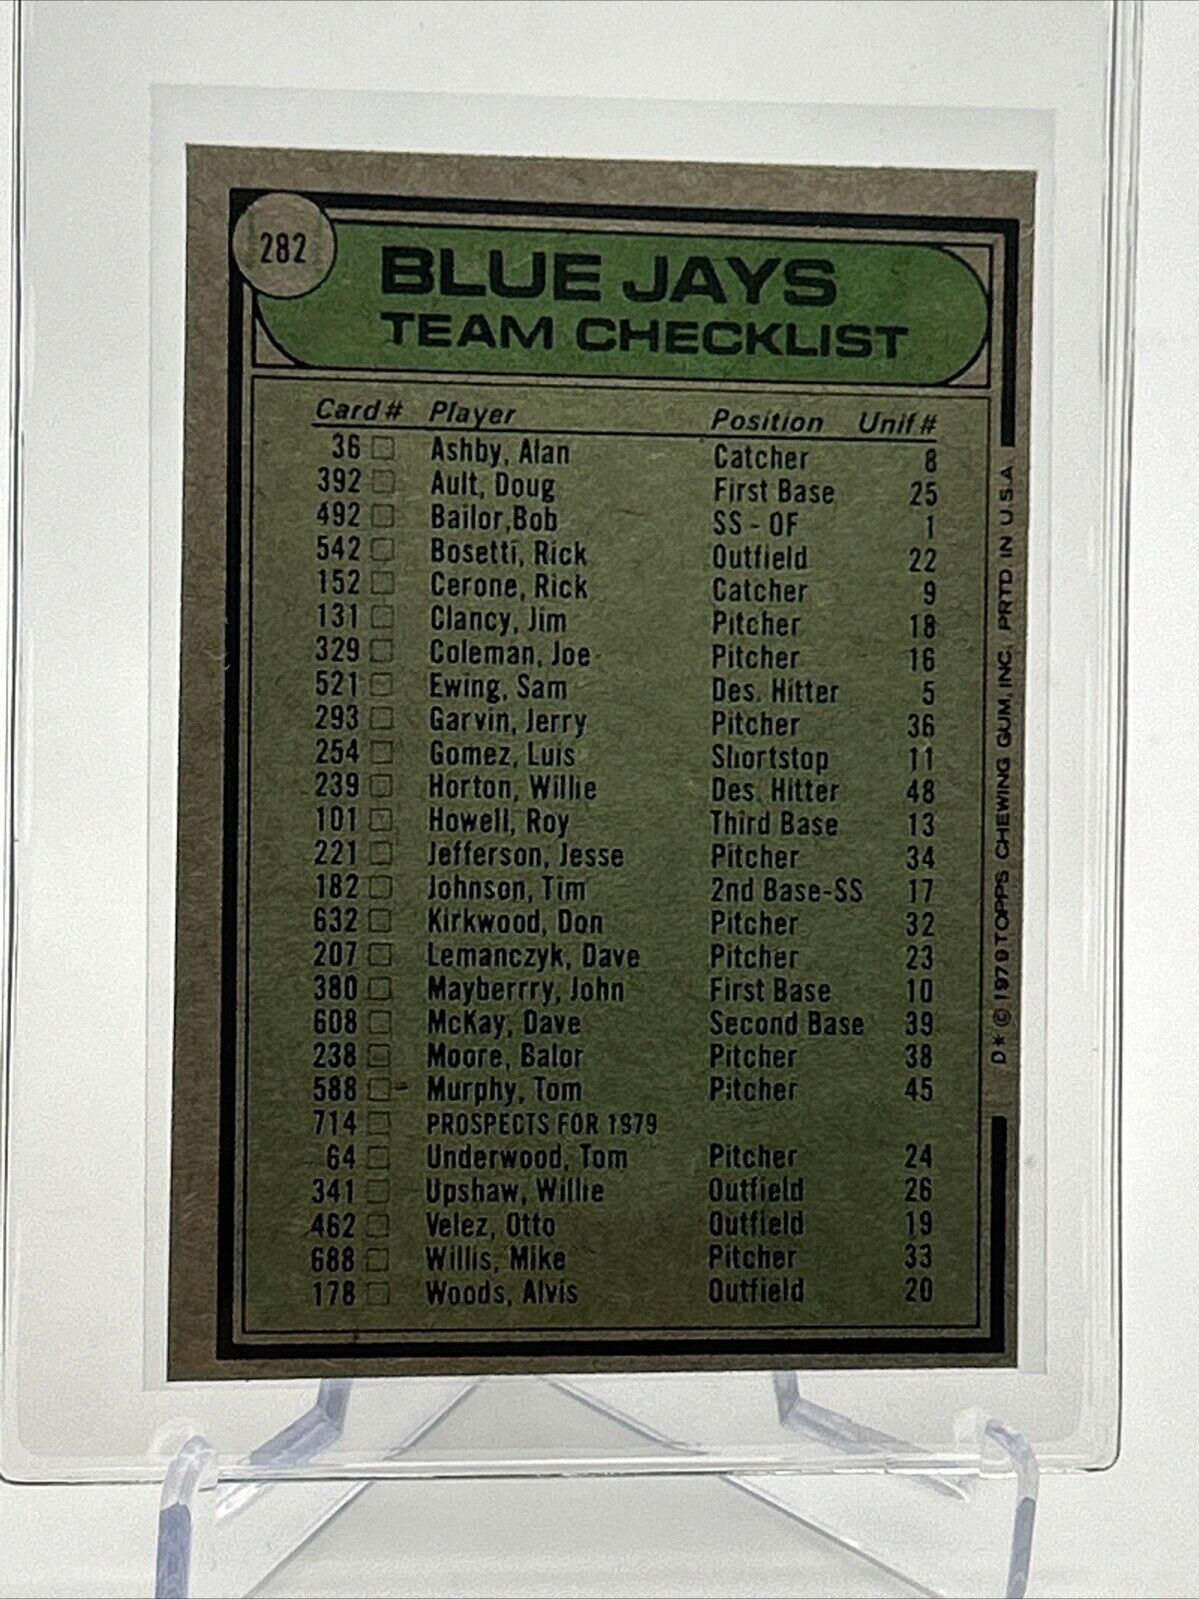 282
BLUE JAYS
TEAM CHECKLIST
Card # Player Position Unif #
36 Ashby, Alan Catcher 8
392 Ault, Doug First Base 25
492 Bailor,Bob SS - OF 1
542 Bosetti, Rick Outfield 22
152 Cerone, Rick Catcher 9
131 Clancy, Jim Pitcher 18
329 Coleman, Joe Pitcher 16
521 Ewing, Sam Des. Hitter 5
293 Garvin, Jerry Pitcher 36
254 Gomez, Luis Shortstop 11
239 Horton, Willie Des. Hitter 48
101 Howell, Roy Third Base 13
221 Jefferson, Jesse Pitcher 34
182 Johnson, Tim 2nd Base-SS 17
632 Kirkwood, Don Pitcher 32
207 Lemanczyk, Dave Pitcher 23
380 Mayberrry, John First Base 10
608 McKay, Dave Second Base 39
238 Moore, Balor Pitcher 38
588 Murphy, Tom Pitcher 45
714 PROSPECTS FOR 1979
64 Underwood, Tom Pitcher 24
341 Upshaw, Willie Outfield 26
462 Velez, Otto Outfield 19
688 Willis, Mike Pitcher 33
178 Woods, Alvis Outfield 20
D* © 1979 TOPPS CHEWING GUM, INC. PRTD IN U.S.A.